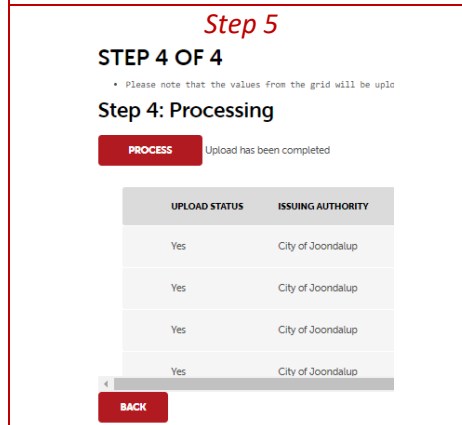 Step 5
STEP 4 OF 4
• Please note that the values from the grid will be uplo
Step 4: Processing
PROCESS Upload has been completed
UPLOAD STATUS ISSUING AUTHORITY
Yes City of Joondalup
Yes City of Joondalup
Yes City of Joondalup
Yes City of Joondalup
BACK